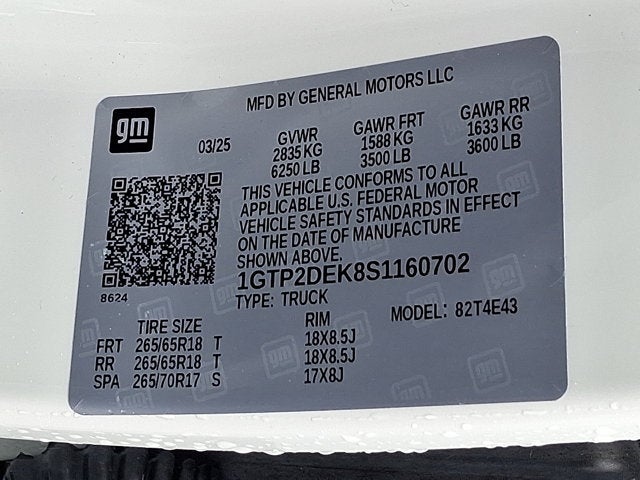 MFD BY GENERAL MOTORS LLC
gm
03/25
GVWR GAWR FRT GAWR RR
2835 KG 1588 KG 1633 KG
6250 LB 3500 LB 3600 LB
THIS VEHICLE CONFORMS TO ALL
APPLICABLE U.S. FEDERAL MOTOR
VEHICLE SAFETY STANDARDS IN EFFECT
ON THE DATE OF MANUFACTURE
SHOWN ABOVE.
1GTP2DEK8S1160702
8624
TYPE: TRUCK MODEL: 82T4E43
TIRE SIZE RIM
FRT 265/65R18 T 18X8.5J
RR 265/65R18 T 18X8.5J
SPA 265/70R17 S 17X8J